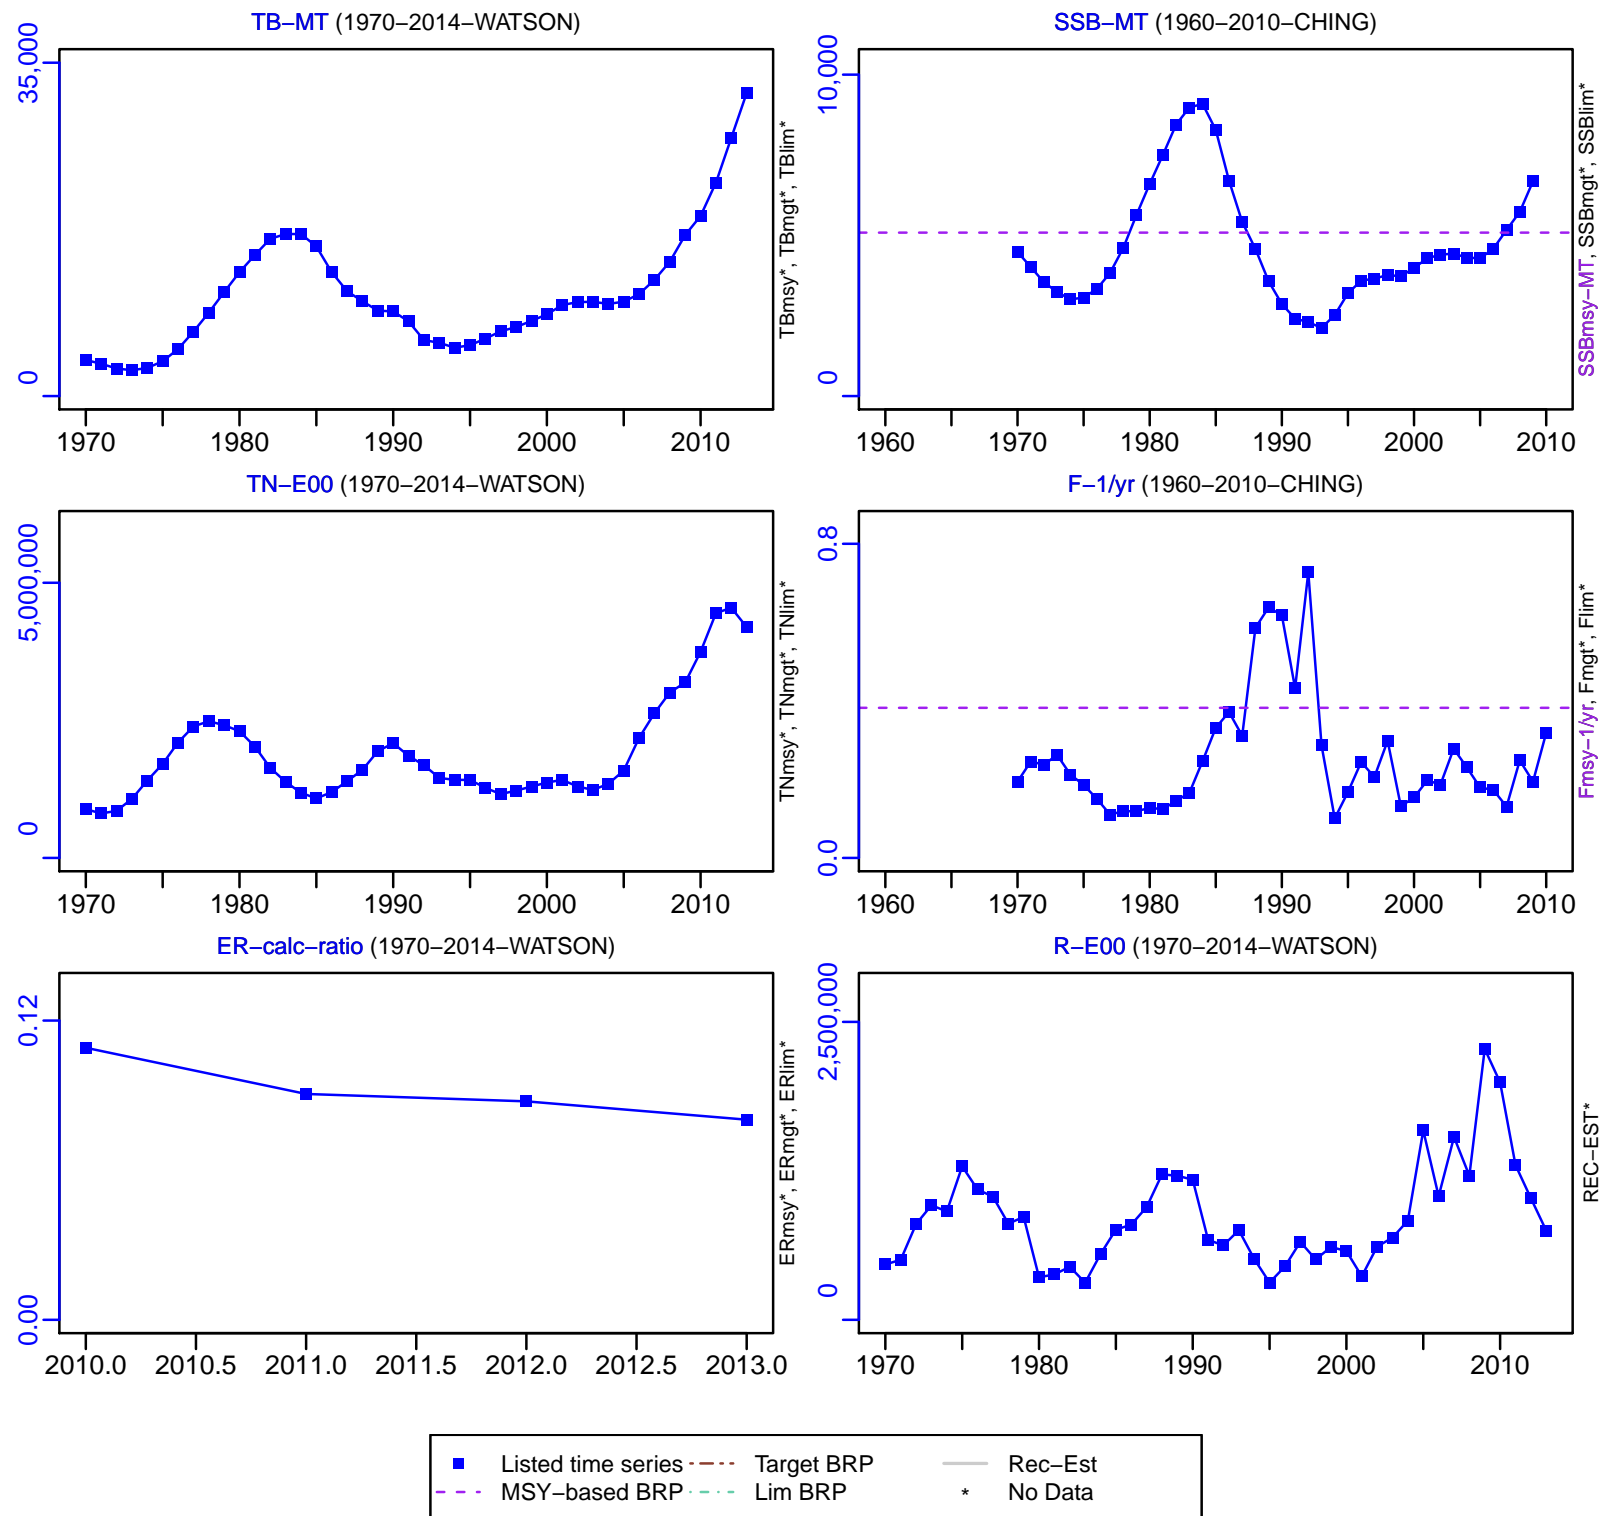 TB−MT (1970−2014−WATSON)
35,000
0
1970 1980 1990 2000 2010
TBmsy*, TBmgt*, TBlim*
SSB−MT (1960−2010−CHING)
10,000
0
1960 1970 1980 1990 2000 2010
SSBmsy−MT, SSBmgt*, SSBlim*
TN−E00 (1970−2014−WATSON)
5,000,000
0
1970 1980 1990 2000 2010
TNmsy*, TNmgt*, TNlim*
F−1/yr (1960−2010−CHING)
0.8
0.0
1960 1970 1980 1990 2000 2010
Fmsy−1/yr, Fmgt*, Flim*
ER−calc−ratio (1970−2014−WATSON)
0.12
0.00
2010.0 2010.5 2011.0 2011.5 2012.0 2012.5 2013.0
ERmsy*, ERmgt*, ERlim*
R−E00 (1970−2014−WATSON)
2,500,000
0
1970 1980 1990 2000 2010
REC−EST*
Listed time series Target BRP Rec−Est
MSY−based BRP Lim BRP * No Data